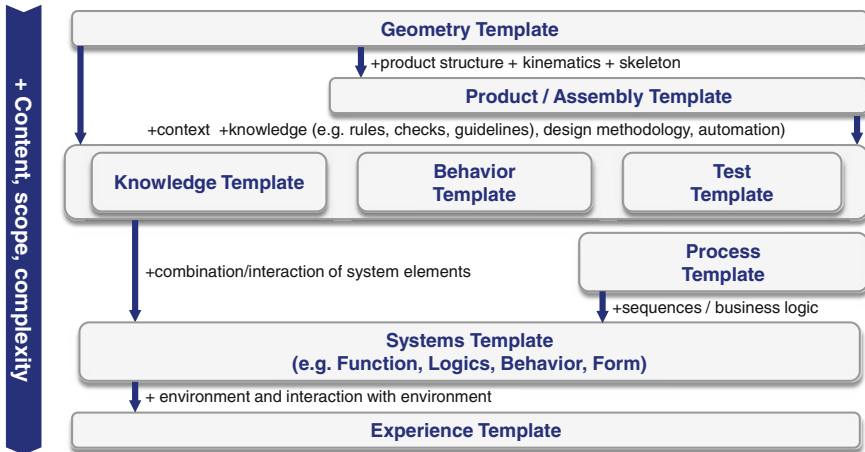 + Content, scope, complexity
Geometry Template
+product structure + kinematics + skeleton
Product / Assembly Template
+context +knowledge (e.g. rules, checks, guidelines), design methodology, automation)
Knowledge Template
Behavior
Template
Test
Template
Process
Template
+combination/interaction of system elements
+sequences / business logic
Systems Template
(e.g. Function, Logics, Behavior, Form)
+ environment and interaction with environment
Experience Template